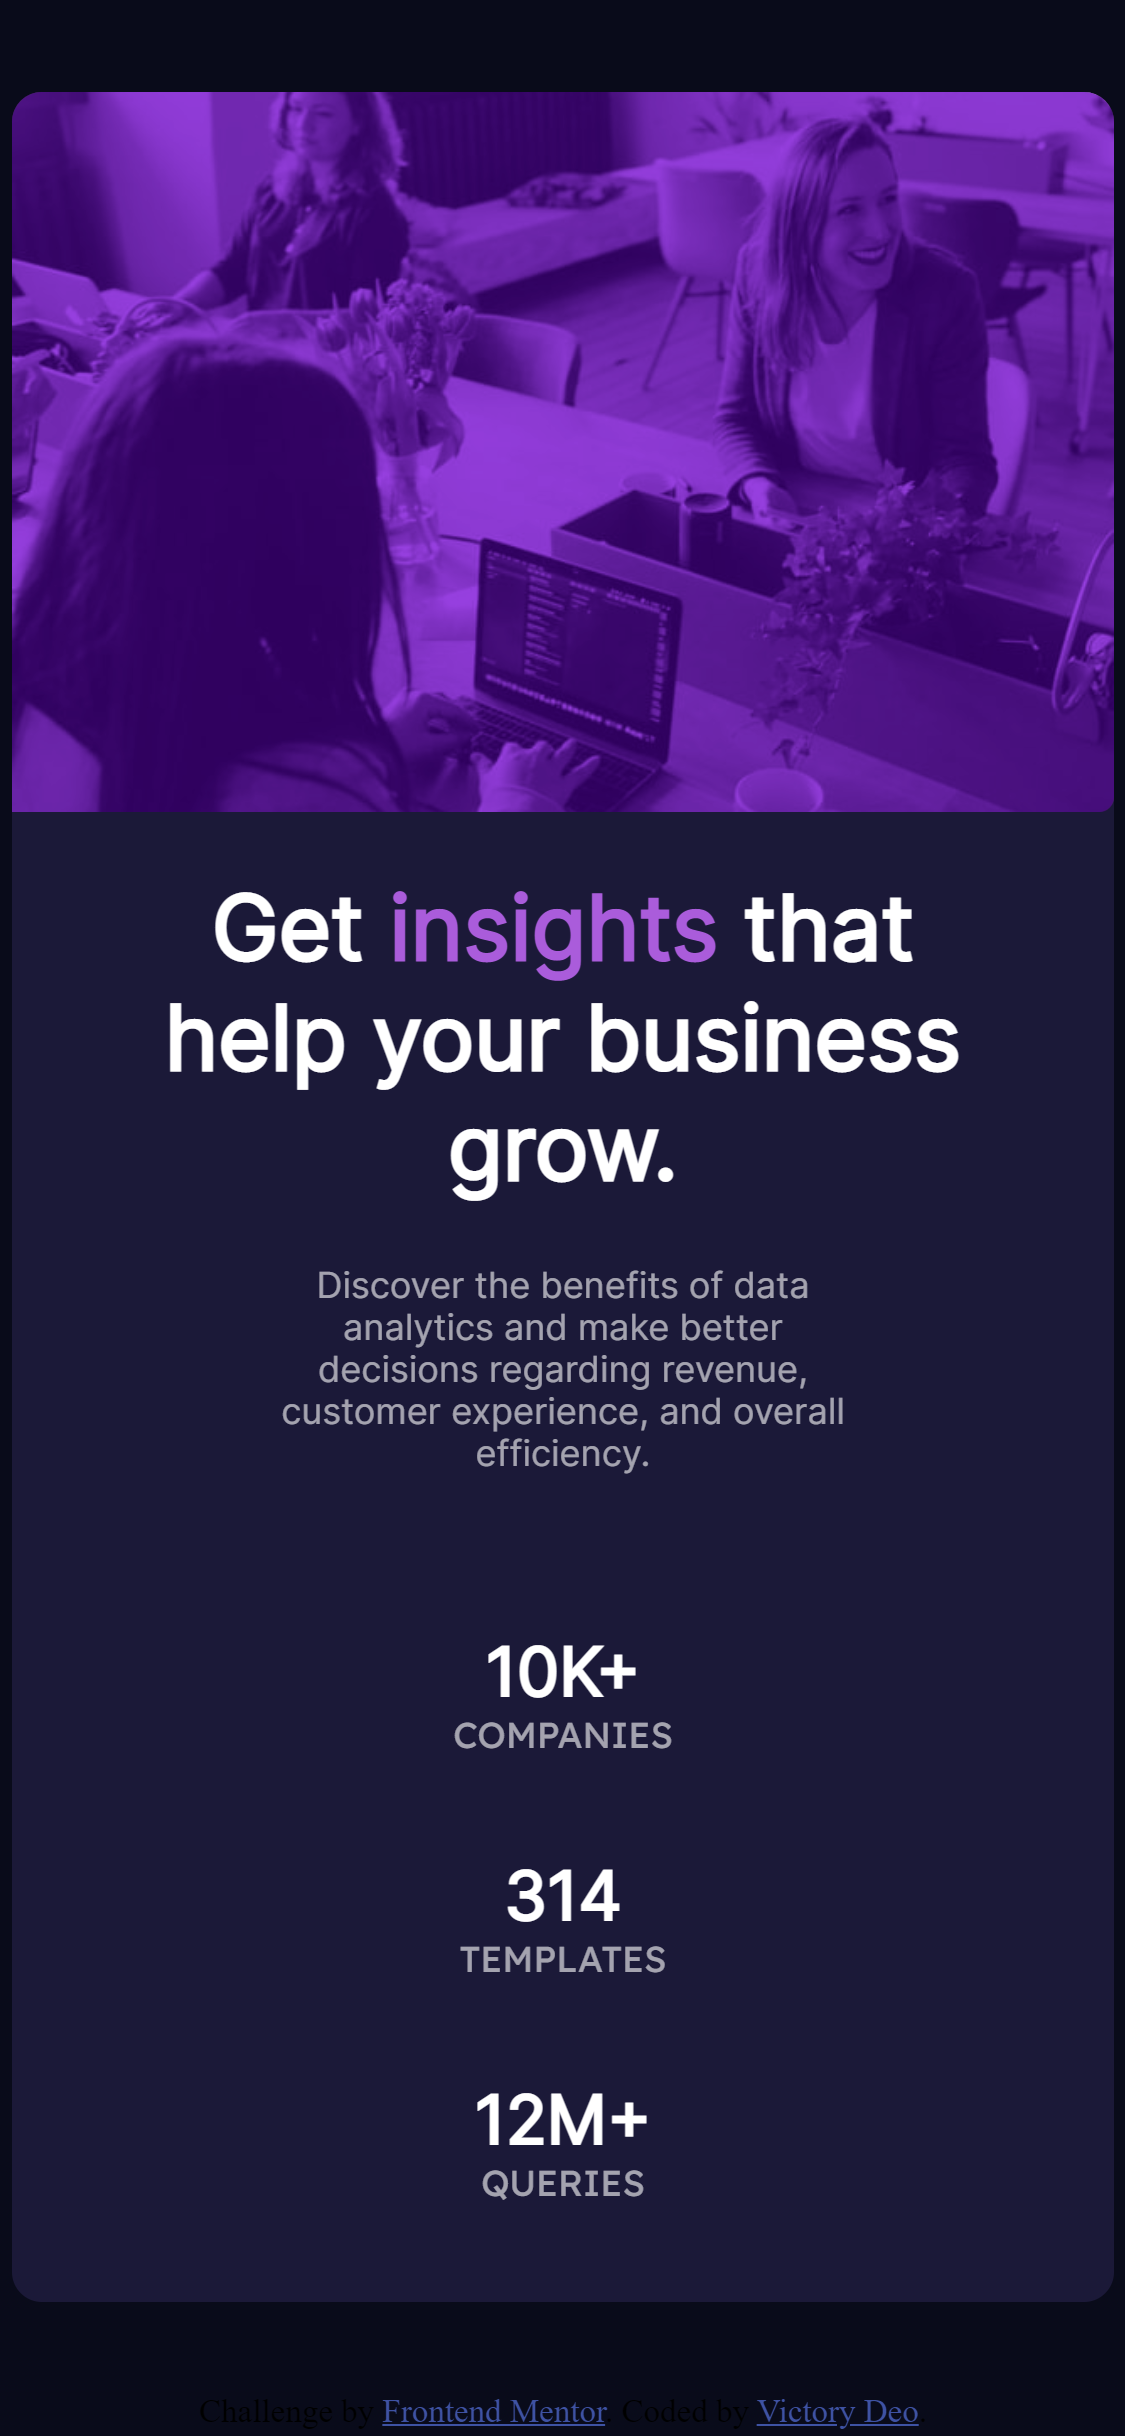 Get insights that
help your business
grow.
Discover the benefits of data
analytics and make better
decisions regarding revenue,
customer experience, and overall
efficiency.
10K+
COMPANIES
314
TEMPLATES
12M+
QUERIES
Challenge by Frontend Mentor. Coded by Victory Deo.